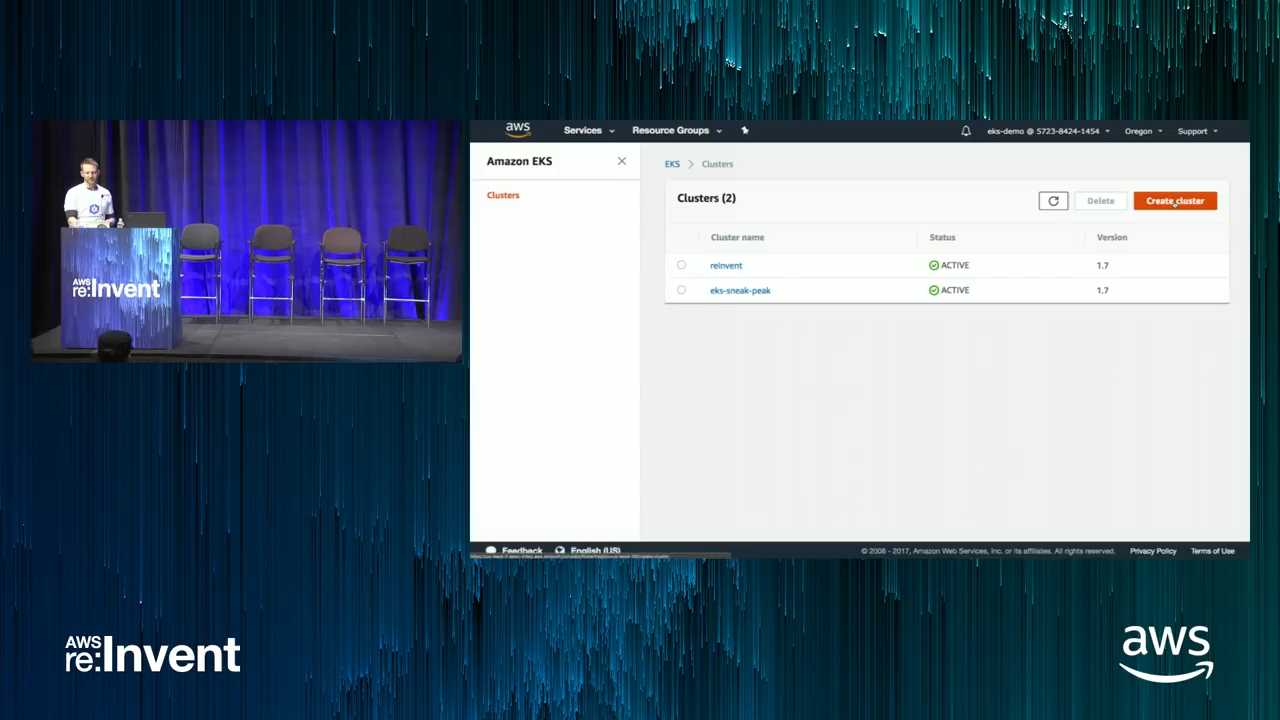 AWS
re:Invent
aws
Services
Resource Groups
eks-demo @ 5723-8424-1454
Oregon
Support
Amazon EKS
Clusters
EKS
Clusters
Clusters (2)
Delete
Create cluster
Cluster name
Status
Version
reinvent
ACTIVE
1.7
eks-sneak-peak
ACTIVE
1.7
Feedback
English (US)
© 2008 - 2017, Amazon Web Services, Inc. or its affiliates. All rights reserved.
Privacy Policy
Terms of Use
AWS
re:Invent
aws